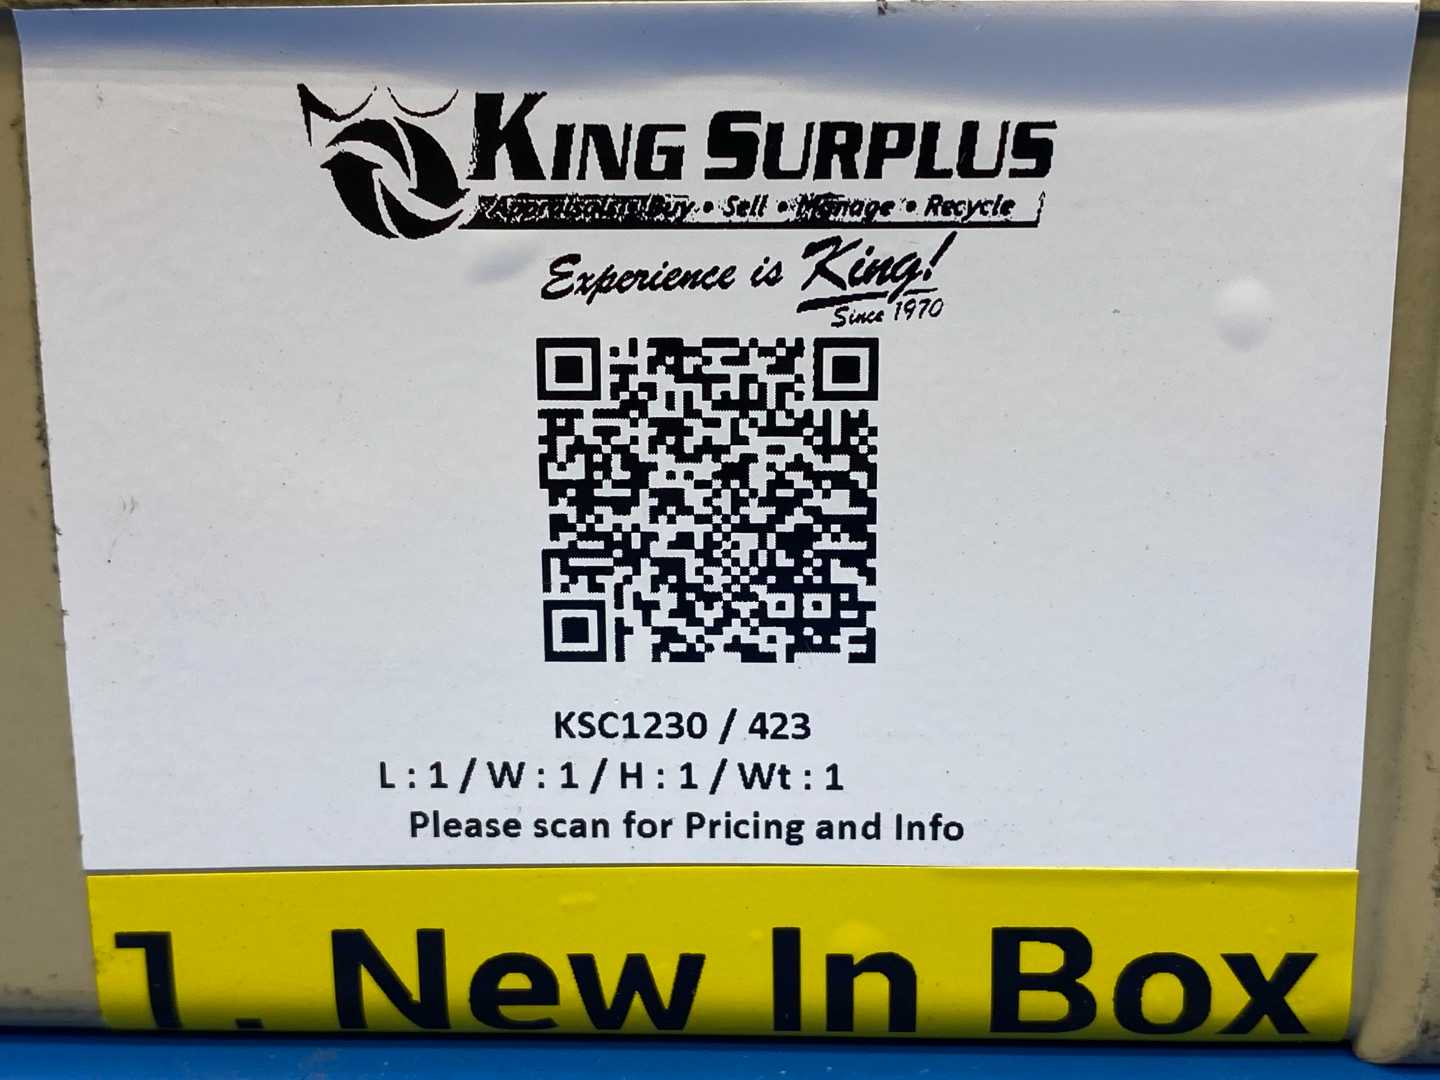 KING SURPLUS
Appraisals • Buy • Sell • Manage • Recycle
Experience is King!
Since 1970
KSC1230 / 423
L : 1 / W : 1 / H : 1 / Wt : 1
Please scan for Pricing and Info
1. New In Box